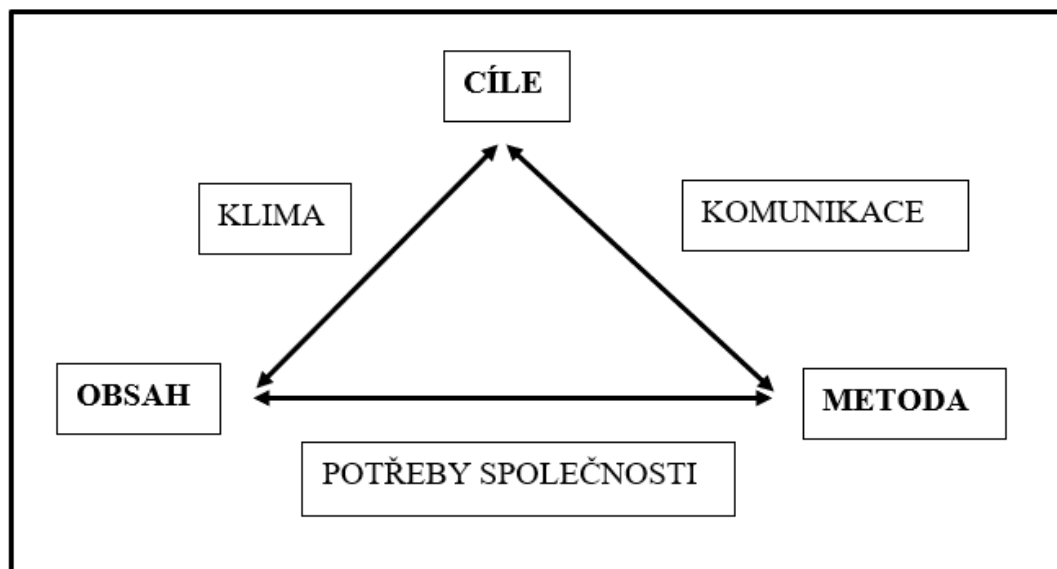 CÍLE
KLIMA
KOMUNIKACE
OBSAH
METODA
POTŘEBY SPOLEČNOSTI